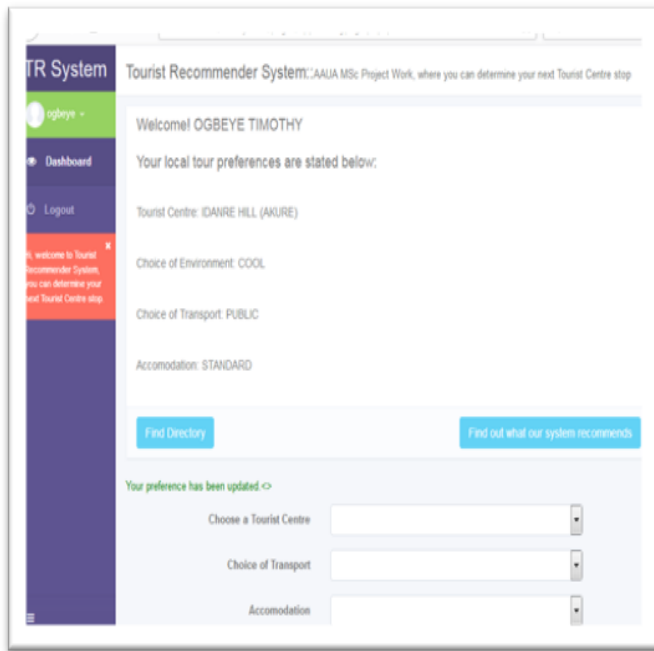 TR System
ogbeye
Dashboard
Logout
Hi, welcome to Tourist
Recommender System,
you can determine your
next Tourist Centre stop
Tourist Recommender System::AAUA MSc Project Work, where you can determine your next Tourist Centre stop
Welcome! OGBEYE TIMOTHY
Your local tour preferences are stated below:
Tourist Centre: IDANRE HILL (AKURE)
Choice of Environment: COOL
Choice of Transport: PUBLIC
Accomodation: STANDARD
Find Directory
Find out what our system recommends
Your preference has been updated.<>
Choose a Tourist Centre
Choice of Transport
Accomodation